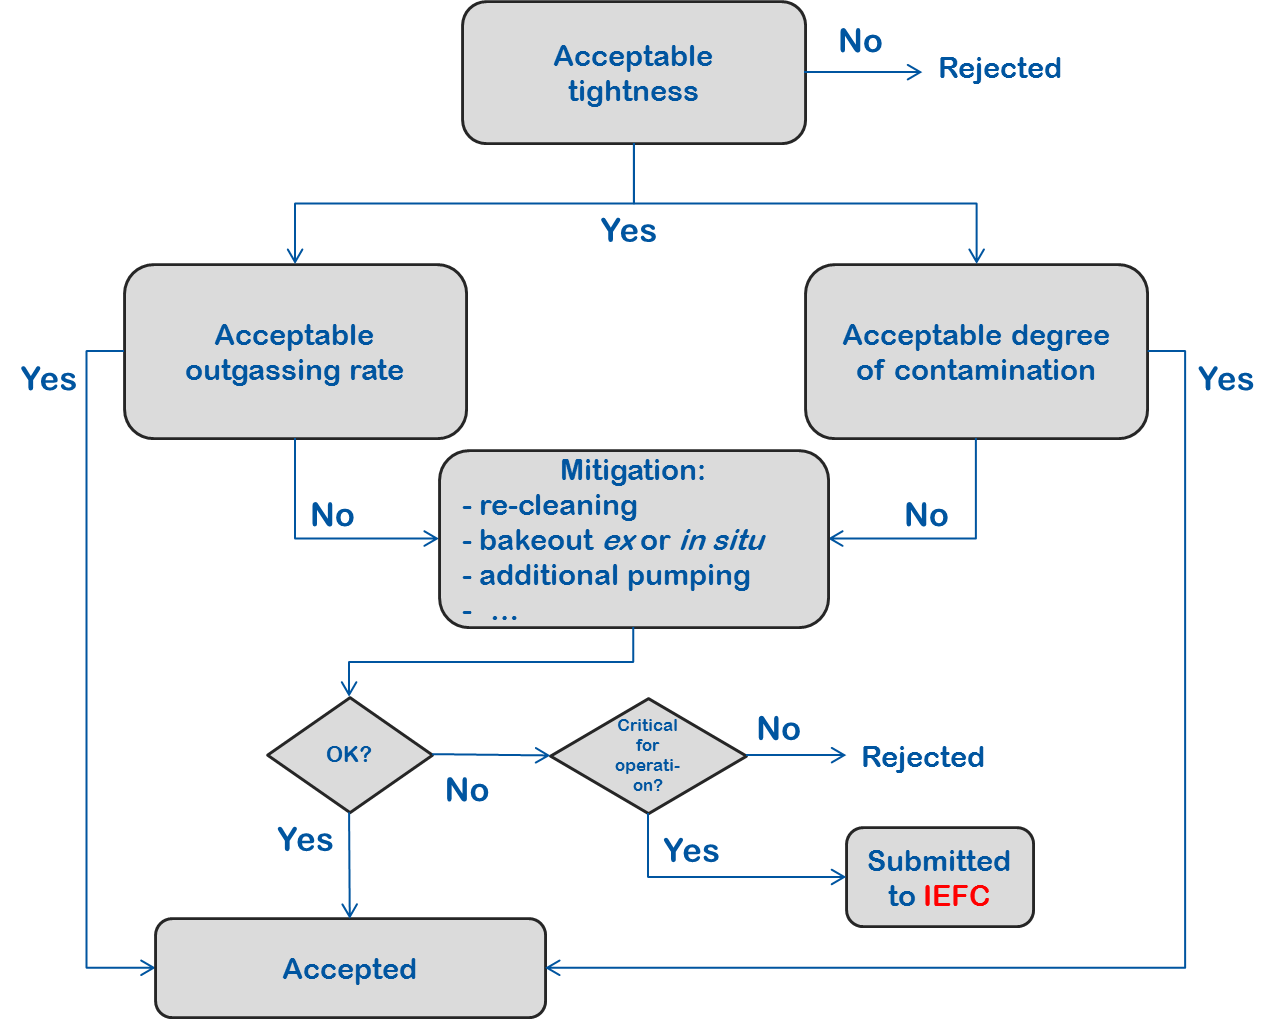 Acceptable
tightness
No
Rejected
Yes
Acceptable
outgassing rate
Acceptable degree
of contamination
Yes
Yes
No
No
Mitigation:
- re-cleaning
- bakeout ex or in situ
- additional pumping
- ...
OK?
No
Critical
for
operati-
on?
No
Rejected
Yes
Yes
Submitted
to IEFC
Accepted